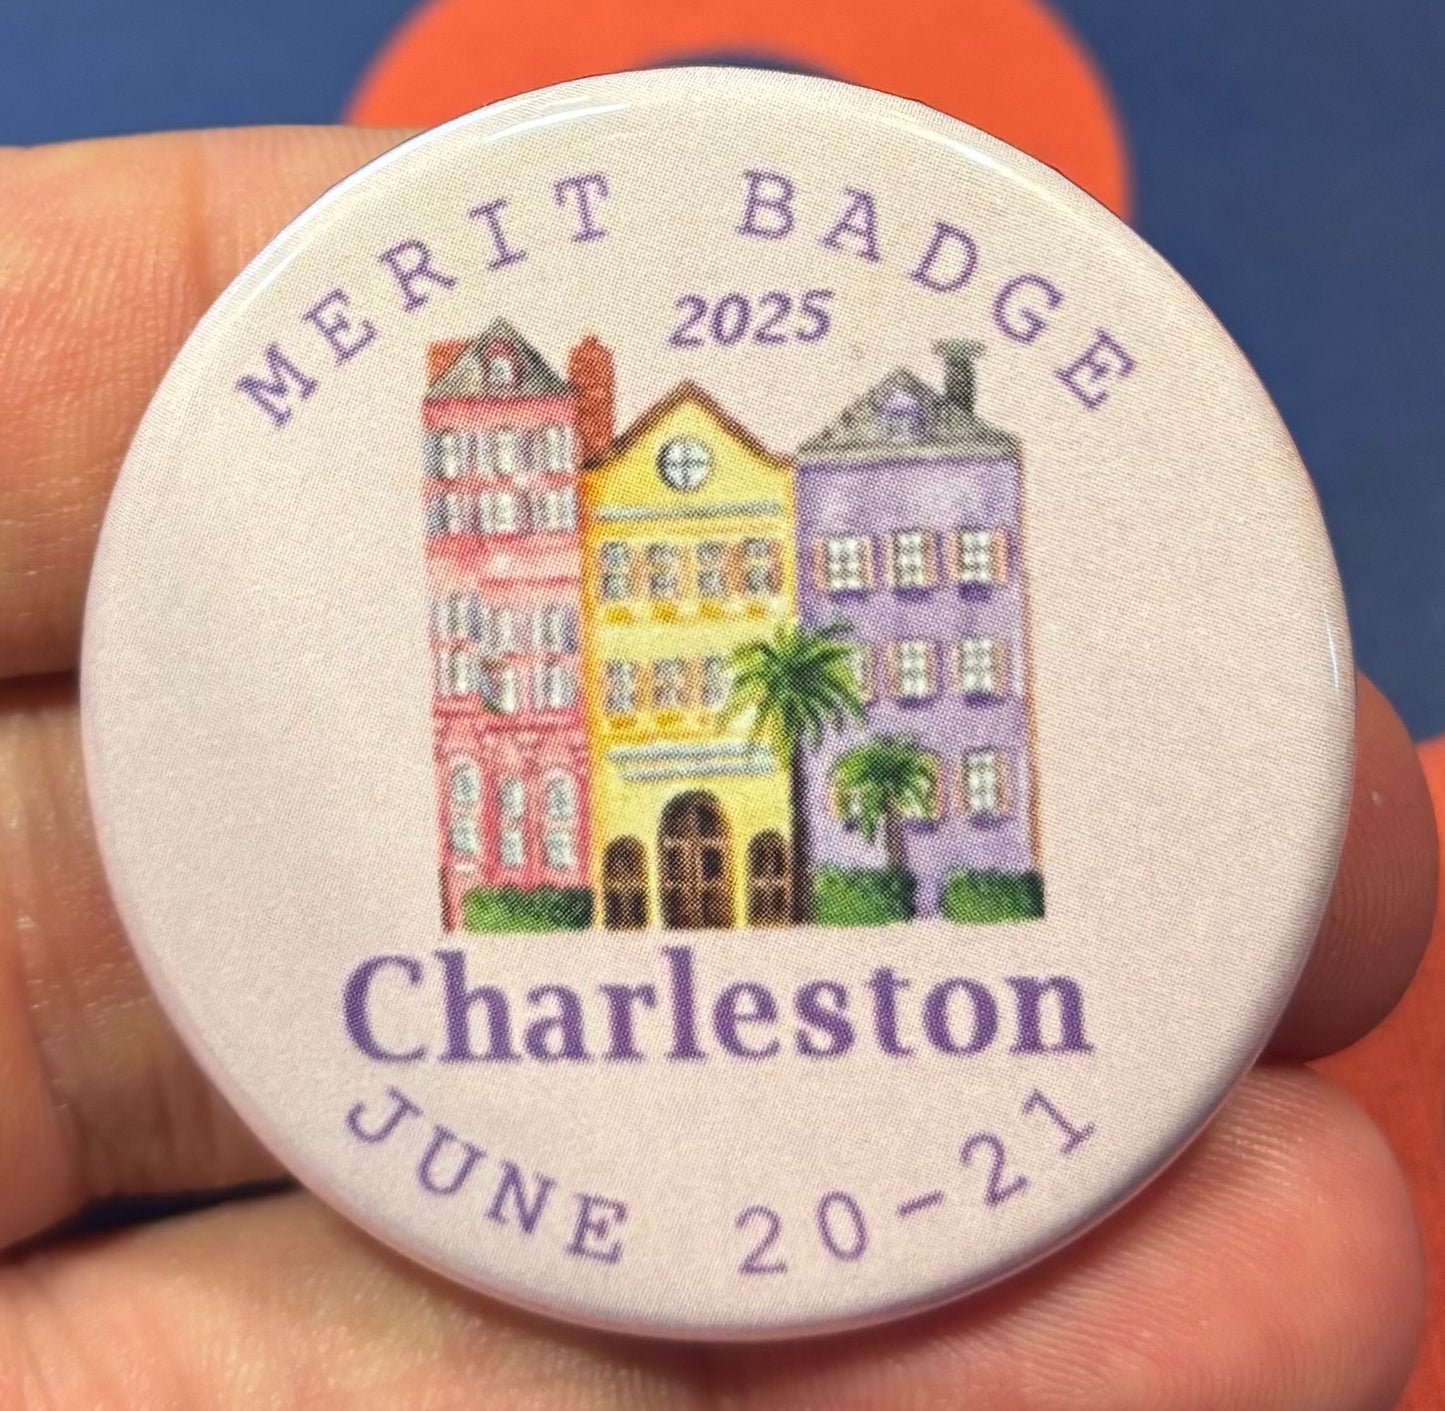 MERIT BADGE
2025
Charleston
JUNE 20-21